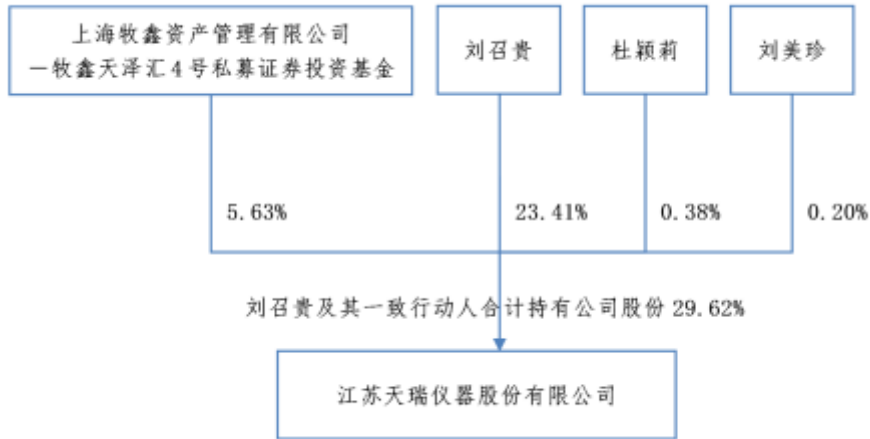 上海牧鑫资产管理有限公司
一牧鑫天泽汇4号私募证券投资基金
刘召贵
杜颖莉
刘美珍
5.63%
23.41%
0.38%
0.20%
刘召贵及其一致行动人合计持有公司股份 29.62%
江苏天瑞仪器股份有限公司